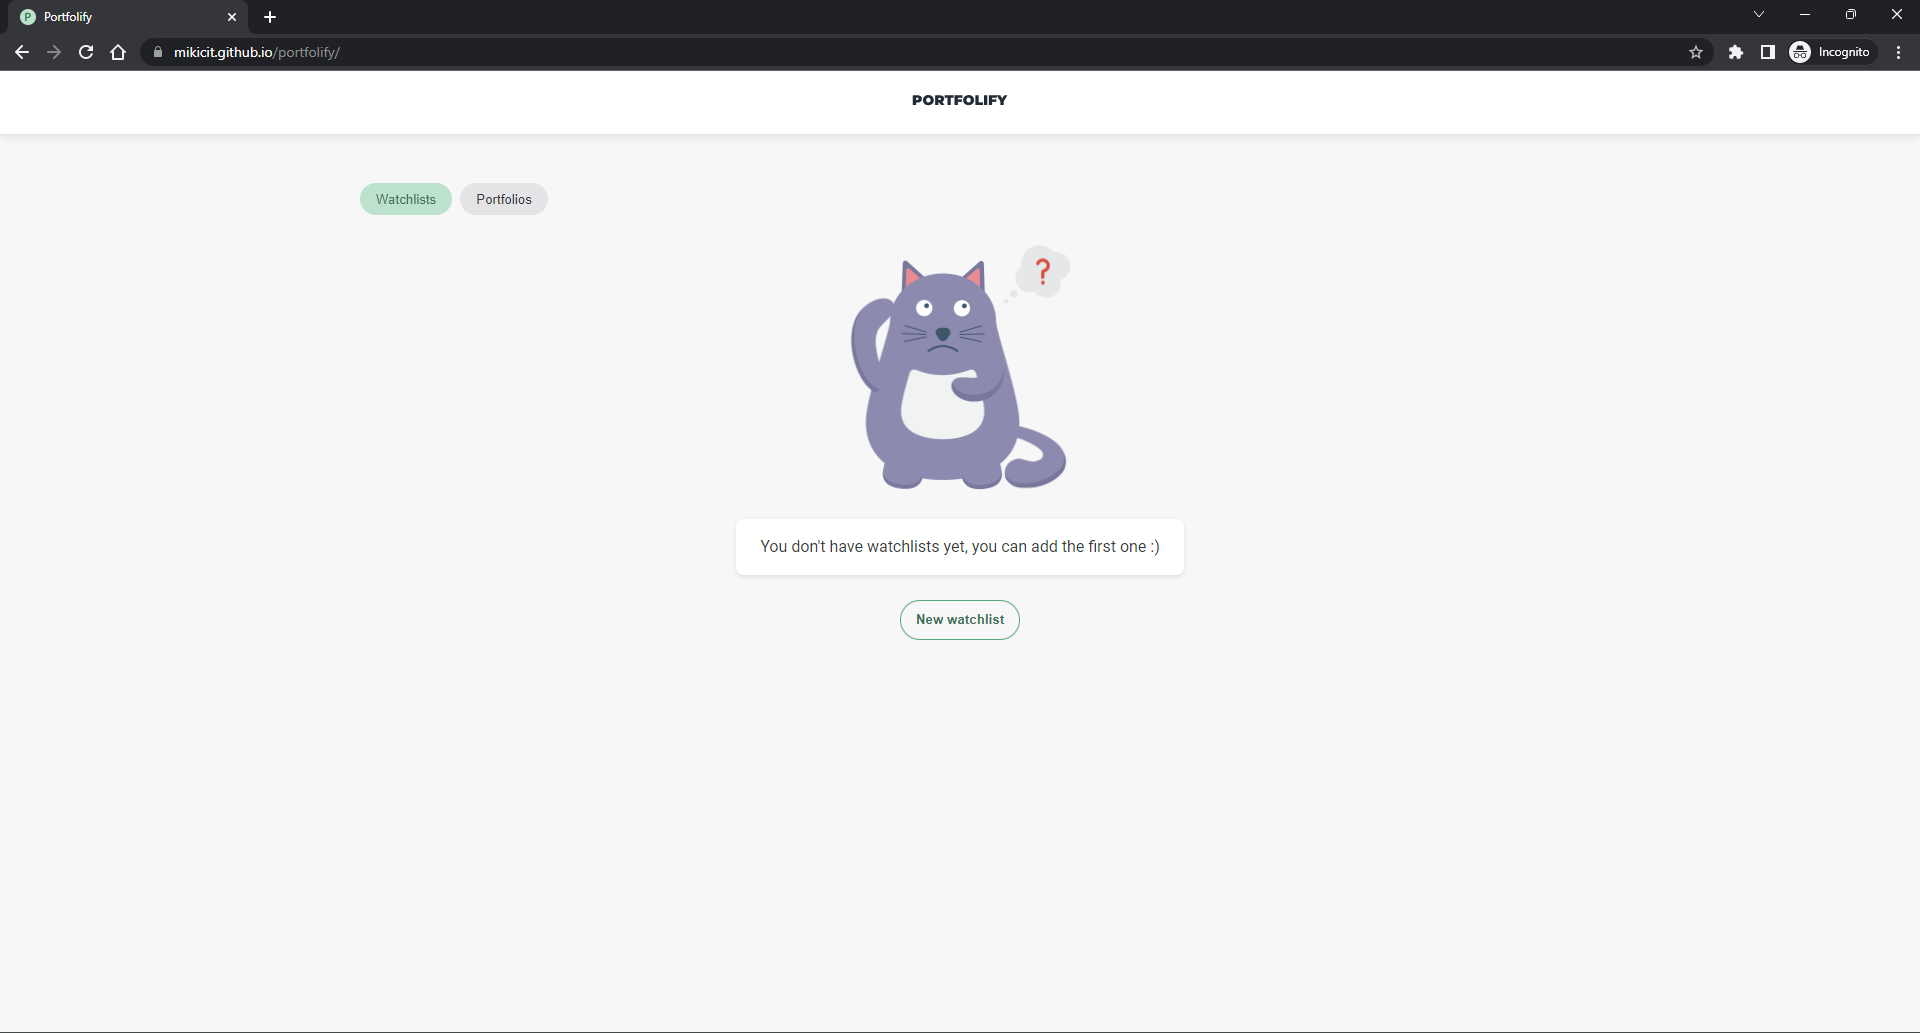 P Portfolify
mikicit.github.io/portfolify/
Incognito
PORTFOLIFY
Watchlists Portfolios
?
You don't have watchlists yet, you can add the first one :)
New watchlist